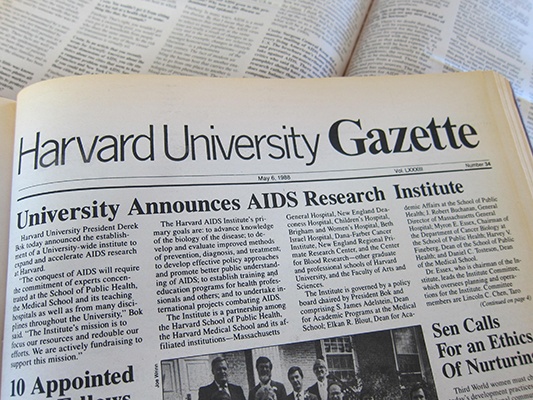 Harvard University Gazette
May 6, 1988
Vol. LXXXIII
Number 34
University Announces AIDS Research Institute
Harvard University President Derek
Bok today announced the establish-
ment of a University-wide institute to
expand and accelerate AIDS research
at Harvard.
"The conquest of AIDS will require
the commitment of experts concen-
trated at the School of Public Health,
the Medical School and its teaching
hospitals as well as from many disci-
plines throughout the University," Bok
said. "The Institute's mission is to
focus our resources and redouble our
efforts. We are actively fundraising to
support this mission."
10 Appointed
The Harvard AIDS Institute's pri-
mary goals are: to advance knowledge
of the biology of the disease; to de-
velop and evaluate improved methods
of prevention, diagnosis, and treatment,
to develop effective policy approaches
and promote better public understand-
ing of AIDS; to establish training and
education programs for health profes-
sionals and others; and to undertake in-
ternational projects combating AIDS.
The Institute is a partnership among
the Harvard School of Public Health,
the Harvard Medical School and its af-
filiated institutions—Massachusetts
General Hospital, New England Dea-
coness Hospital, Children's Hospital,
Brigham and Women's Hospital, Beth
Israel Hospital, Dana-Farber Cancer
Institute, New England Regional Pri-
mate Research Center, and the Center
for Blood Research—other graduate
and professional schools of Harvard
University, and the Faculty of Arts and
Sciences.
The Institute is governed by a policy
board chaired by President Bok and
comprising S. James Adelstein, Dean
for Academic Programs at the Medical
School; Elkan R. Blout, Dean for Aca-
demic Affairs at the School of Public
Health; J. Robert Buchanan, General
Director of Massachusetts General
Hospital, Myron E. Essex, Chairman of
the Department of Cancer Biology at
the School of Public Health; Harvey V.
Fineberg, Dean of the School of Public
Health; and Daniel C. Tosteson, Dean
of the Medical School.
Dr. Essex, who is chairman of the In-
stitute, leads the Institute Committee,
which oversees planning and opera-
tions for the Institute. Committee
members are Lincoln C. Chen, Taro
(Continued on page 4)
Joe Wrinn
Sen Calls
For an Ethics
Of Nurturing
Third World women must